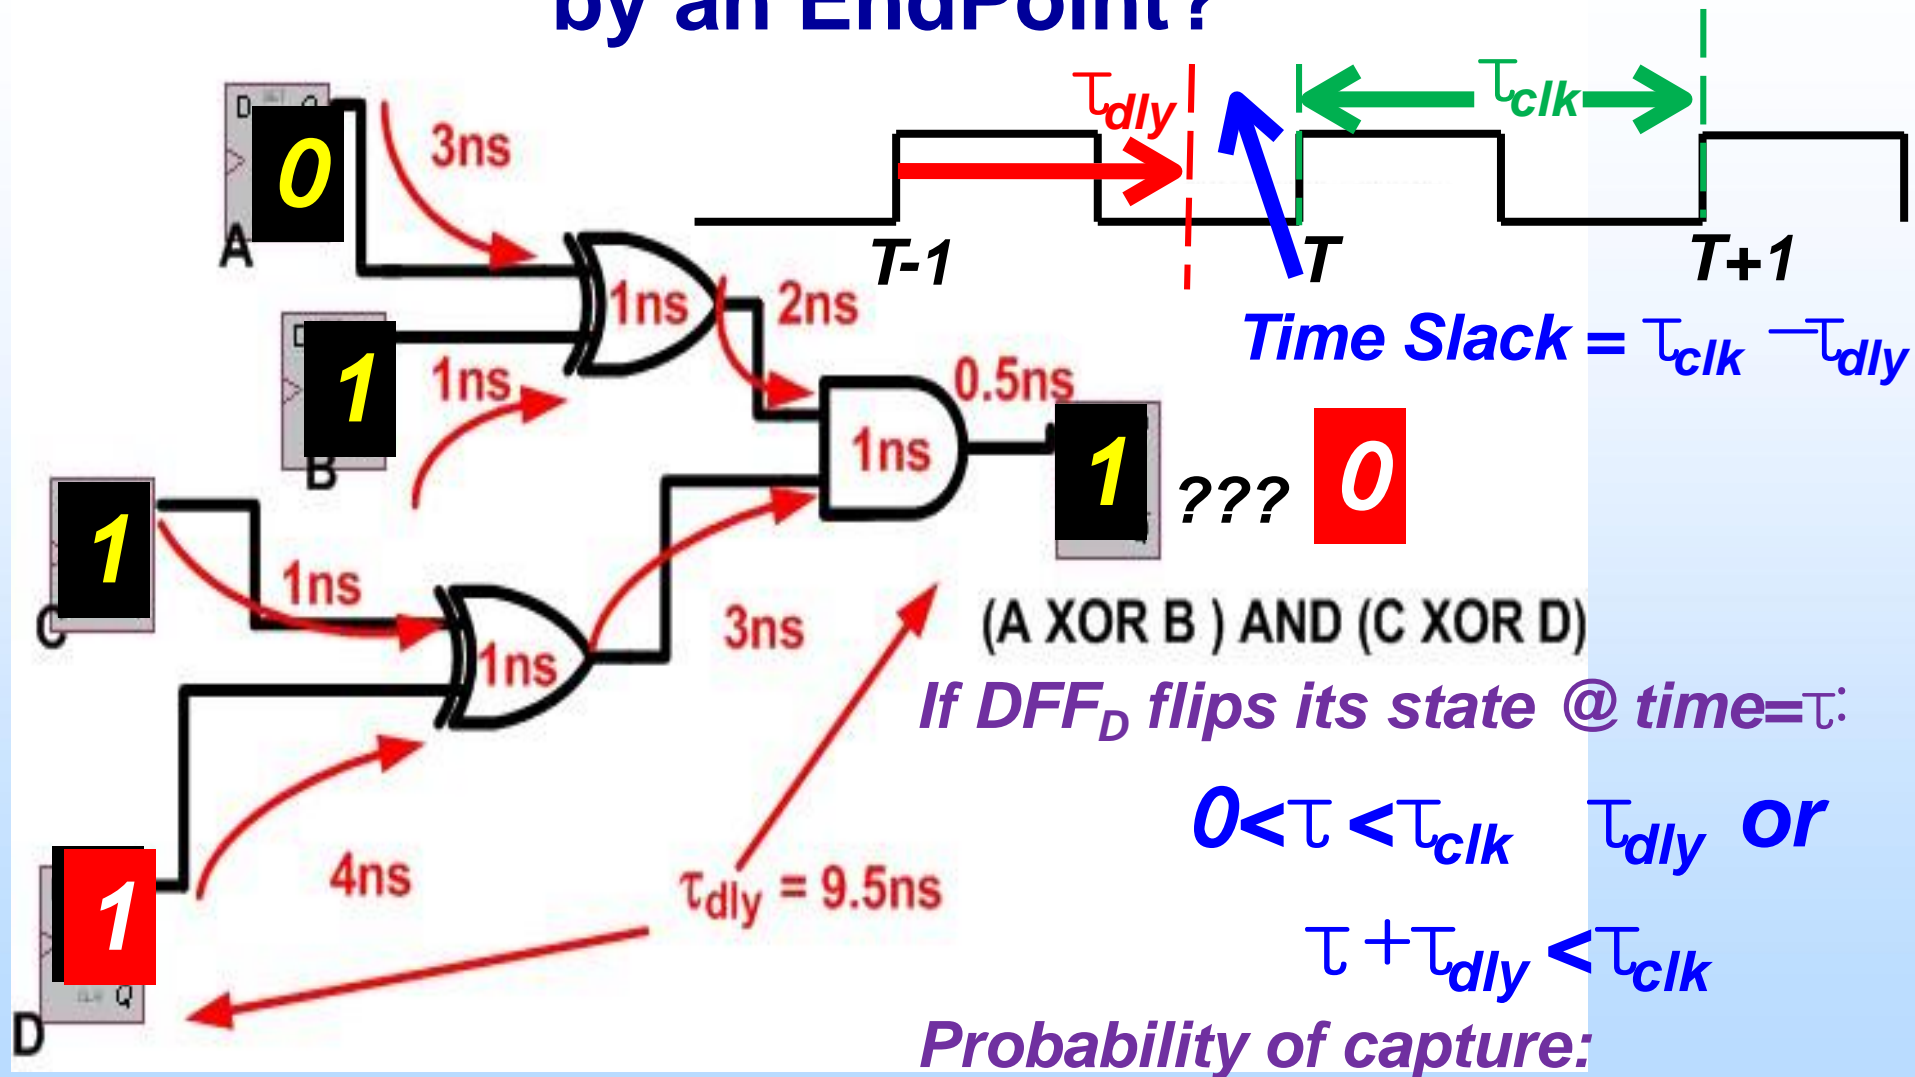 by an EndPoint?
τdly
τclk
T-1
T
T+1
Time Slack = τclk −τdly
D
Q
0
A
3ns
1ns
2ns
D
1
B
1ns
0.5ns
1ns
1
???
0
1
C
1ns
1ns
3ns
(A XOR B ) AND (C XOR D)
If DFFD flips its state @ time=τ:
0<τ<τclk τdly or
τ+τdly<τclk
Probability of capture:
1
Q
D
4ns
τdly = 9.5ns